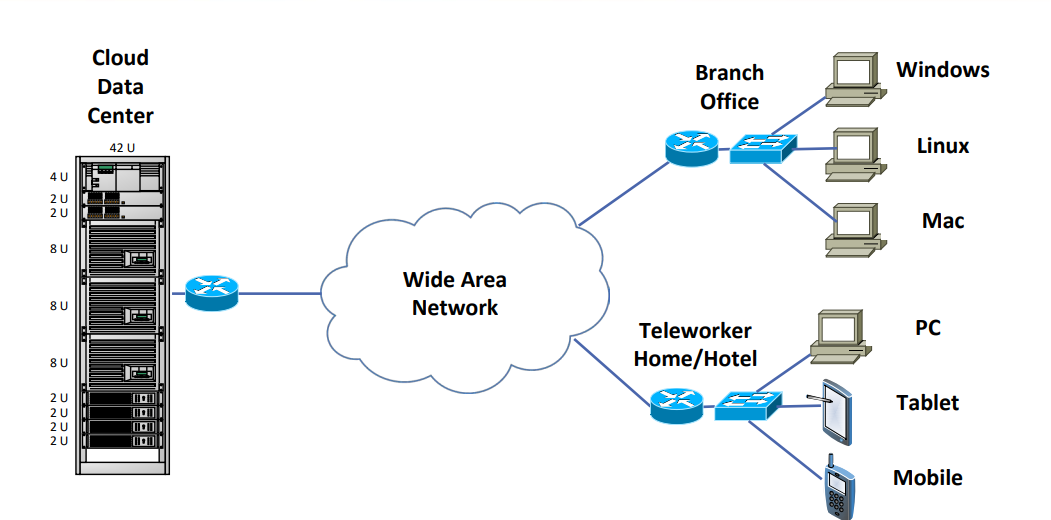 Cloud
Data
Center
42 U
4 U
2 U
2 U
8 U
8 U
8 U
2 U
2 U
2 U
2 U
Wide Area
Network
Branch
Office
Windows
Linux
Mac
Teleworker
Home/Hotel
PC
Tablet
Mobile